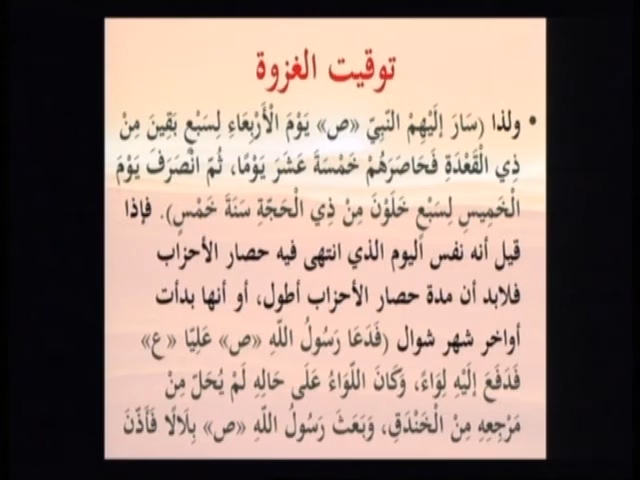 توقيت الغزوة
• ولذا (سَارَ إلَيْهِمْ النّبِيّ «ص» يَوْمَ الْأَرْبِعَاءِ لِسَبْعٍ بَقِينَ مِنْ
ذِي الْقَعْدَةِ فَحَاصَرَهُمْ خَمْسَةَ عَشَرَ يَوْمًا، ثُمّ انْصَرَفَ يَوْمَ
الْخَمِيسِ لِسَبْعٍ خَلَوْنَ مِنْ ذِي الْحَجّةِ سَنَةَ خَمْسٍ). فإذا
قيل أنه نفس اليوم الذي انتهى فيه حصار الأحزاب
فلابد أن مدة حصار الأحزاب أطول، أو أنها بدأت
أواخر شهر شوال (فَدَعَا رَسُولُ اللّهِ «ص» عَلِيّا «ع»
فَدَفَعَ إلَيْهِ لِوَاءً، وَكَانَ اللّوَاءُ عَلَى حَالِهِ لَمْ يُحَلّ مِنْ
مَرْجِعِهِ مِنْ الْخَنْدَقِ، وَبَعَثَ رَسُولُ اللّهِ «ص» بِلَالًا فَأَذّنَ